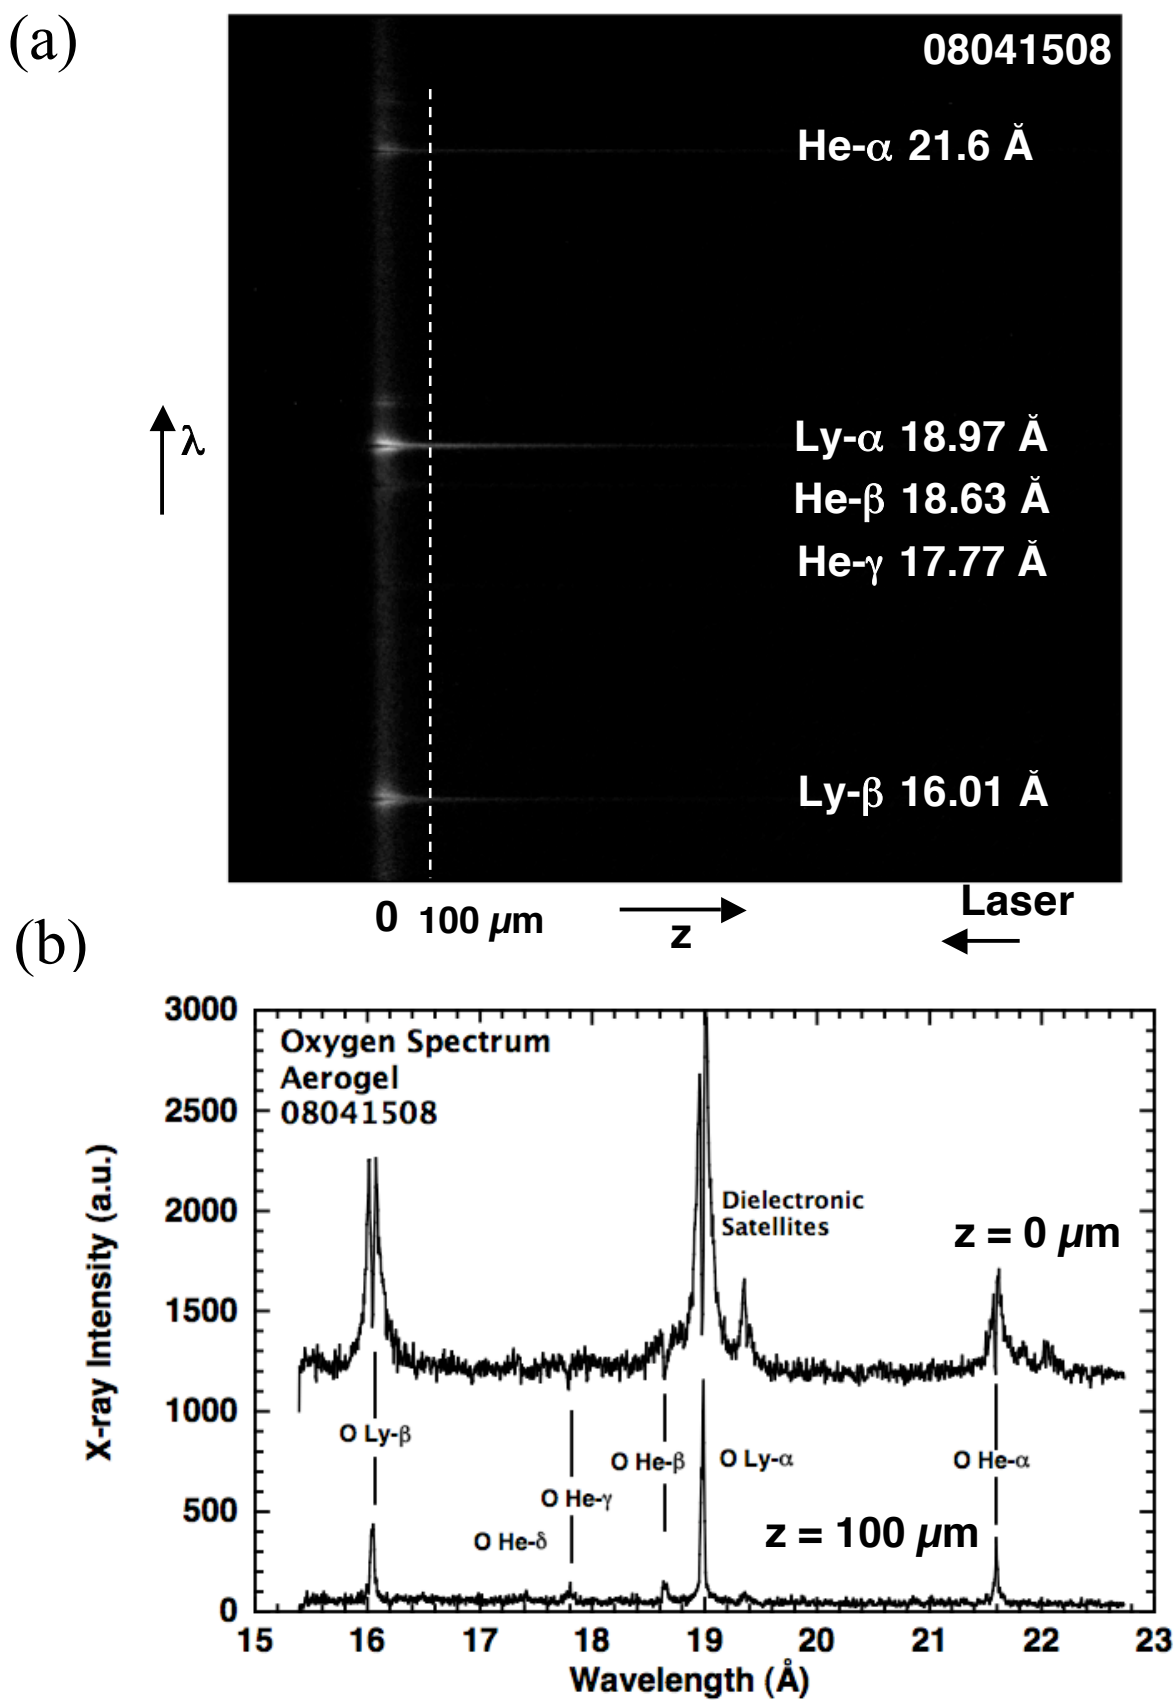 (a)
08041508
He-α 21.6 Å
λ
Ly-α 18.97 Å
He-β 18.63 Å
He-γ 17.77 Å
Ly-β 16.01 Å
0 100 µm
z
Laser
(b)
3000
2500
2000
1500
1000
500
0
X-ray Intensity (a.u.)
Oxygen Spectrum
Aerogel
08041508
Dielectronic
Satellites
z = 0 µm
O Ly-β
O He-β
O Ly-α
O He-α
O He-γ
O He-δ
z = 100 µm
15 16 17 18 19 20 21 22 23
Wavelength (Å)